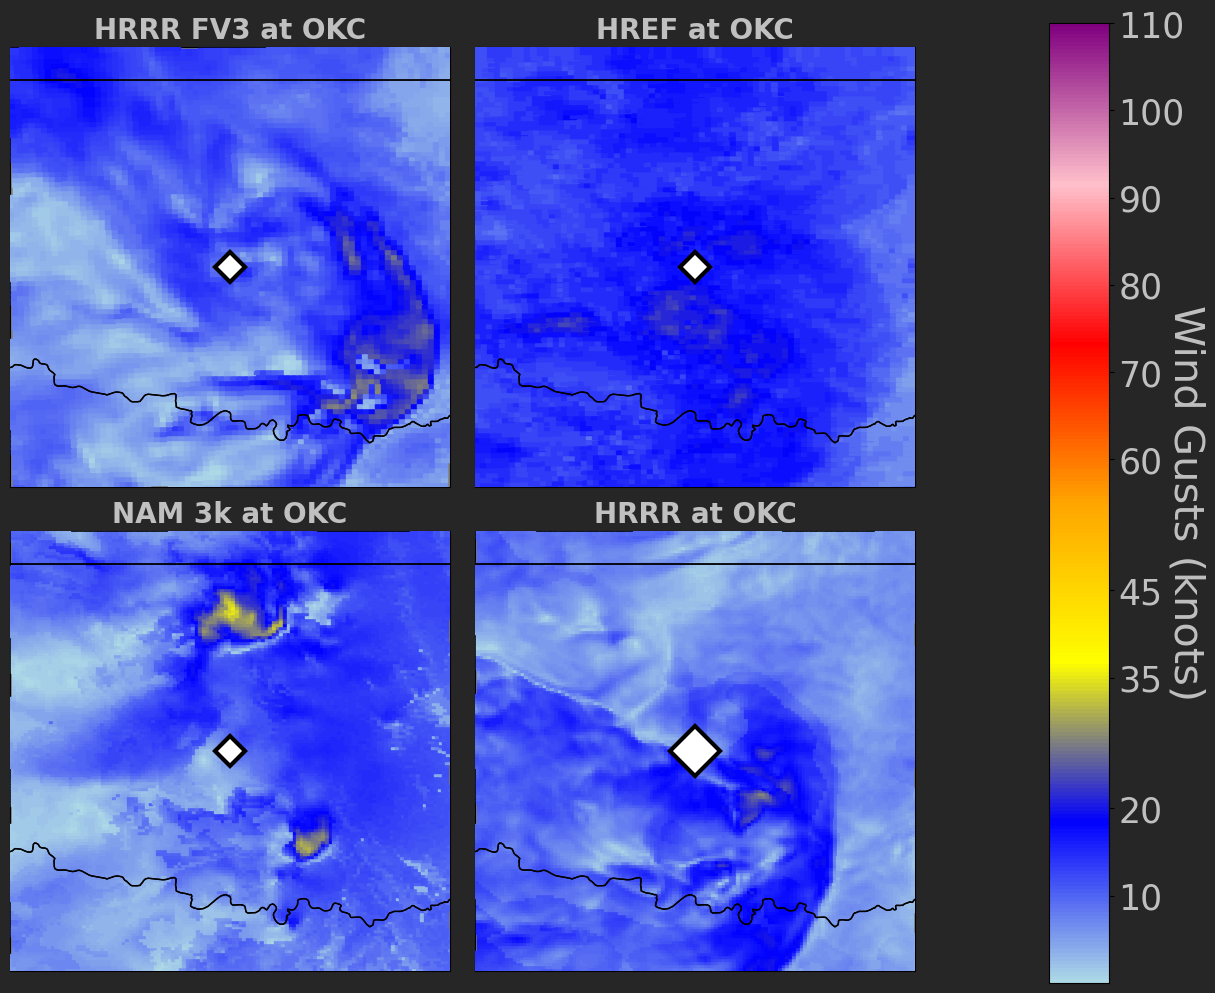 HRRR FV3 at OKC
HREF at OKC
NAM 3k at OKC
HRRR at OKC
110
100
90
80
70
60
45
35
20
10
Wind Gusts (knots)